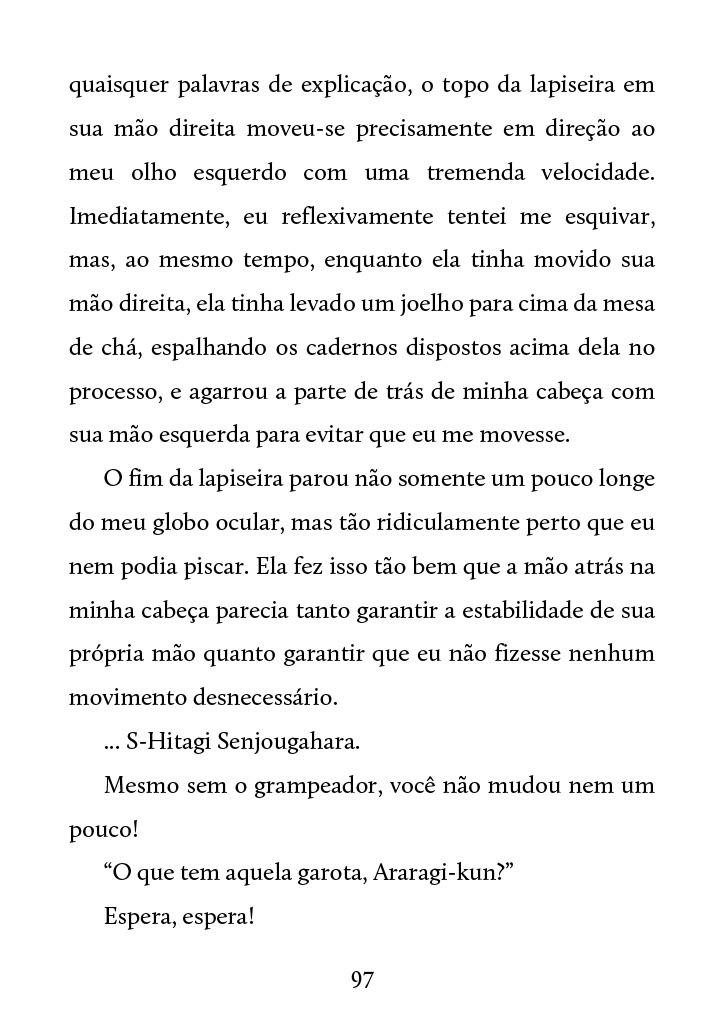 quaisquer palavras de explicação, o topo da lapiseira em
sua mão direita moveu-se precisamente em direção ao
meu olho esquerdo com uma tremenda velocidade.
Imediatamente, eu reflexivamente tentei me esquivar,
mas, ao mesmo tempo, enquanto ela tinha movido sua
mão direita, ela tinha levado um joelho para cima da mesa
de chá, espalhando os cadernos dispostos acima dela no
processo, e agarrou a parte de trás de minha cabeça com
sua mão esquerda para evitar que eu me movesse.
O fim da lapiseira parou não somente um pouco longe
do meu globo ocular, mas tão ridiculamente perto que eu
nem podia piscar. Ela fez isso tão bem que a mão atrás na
minha cabeça parecia tanto garantir a estabilidade de sua
própria mão quanto garantir que eu não fizesse nenhum
movimento desnecessário.
... S-Hitagi Senjougahara.
Mesmo sem o grampeador, você não mudou nem um
pouco!
“O que tem aquela garota, Araragi-kun?”
Espera, espera!
97